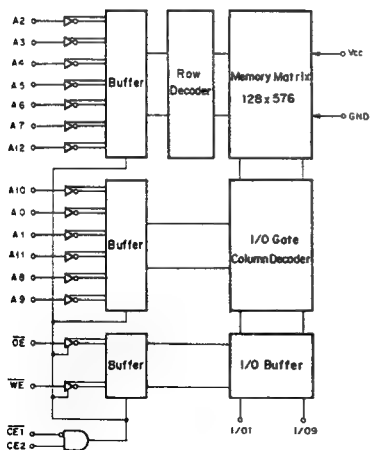 A2
A3
A4
A5
A6
A7
A12
Buffer
Row
Decoder
Memory Matrix
128 x 576
Vcc
GND
A10
A0
A1
A11
A8
A9
Buffer
I/O Gate
Column Decoder
OE
WE
Buffer
I/O Buffer
CE1
CE2
I/O1
I/O9